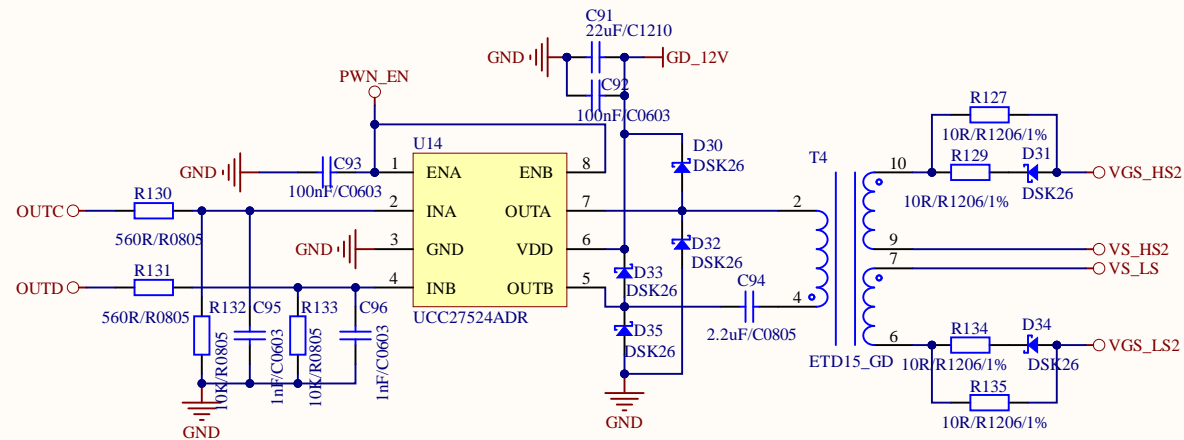 C91
22uF/C1210
GND
GD_12V
PWN_EN
C92
100nF/C0603
R127
10R/R1206/1%
U14
D30
DSK26
T4
C93
GND
100nF/C0603
1
ENA
ENB
8
10
R129
D31
VGS_HS2
DSK26
10R/R1206/1%
R130
OUTC
2
INA
OUTA
7
2
560R/R0805
D32
DSK26
GND
3
GND
VDD
6
9
VS_HS2
R131
D33
7
VS_LS
DSK26
OUTD
4
INB
OUTB
5
C94
4
560R/R0805
R132
C95
R133
C96
UCC27524ADR
2.2uF/C0805
D35
DSK26
10K/R0805
1nF/C0603
10K/R0805
1nF/C0603
6
R134
D34
VGS_LS2
ETD15_GD
10R/R1206/1%
DSK26
R135
10R/R1206/1%
GND
GND